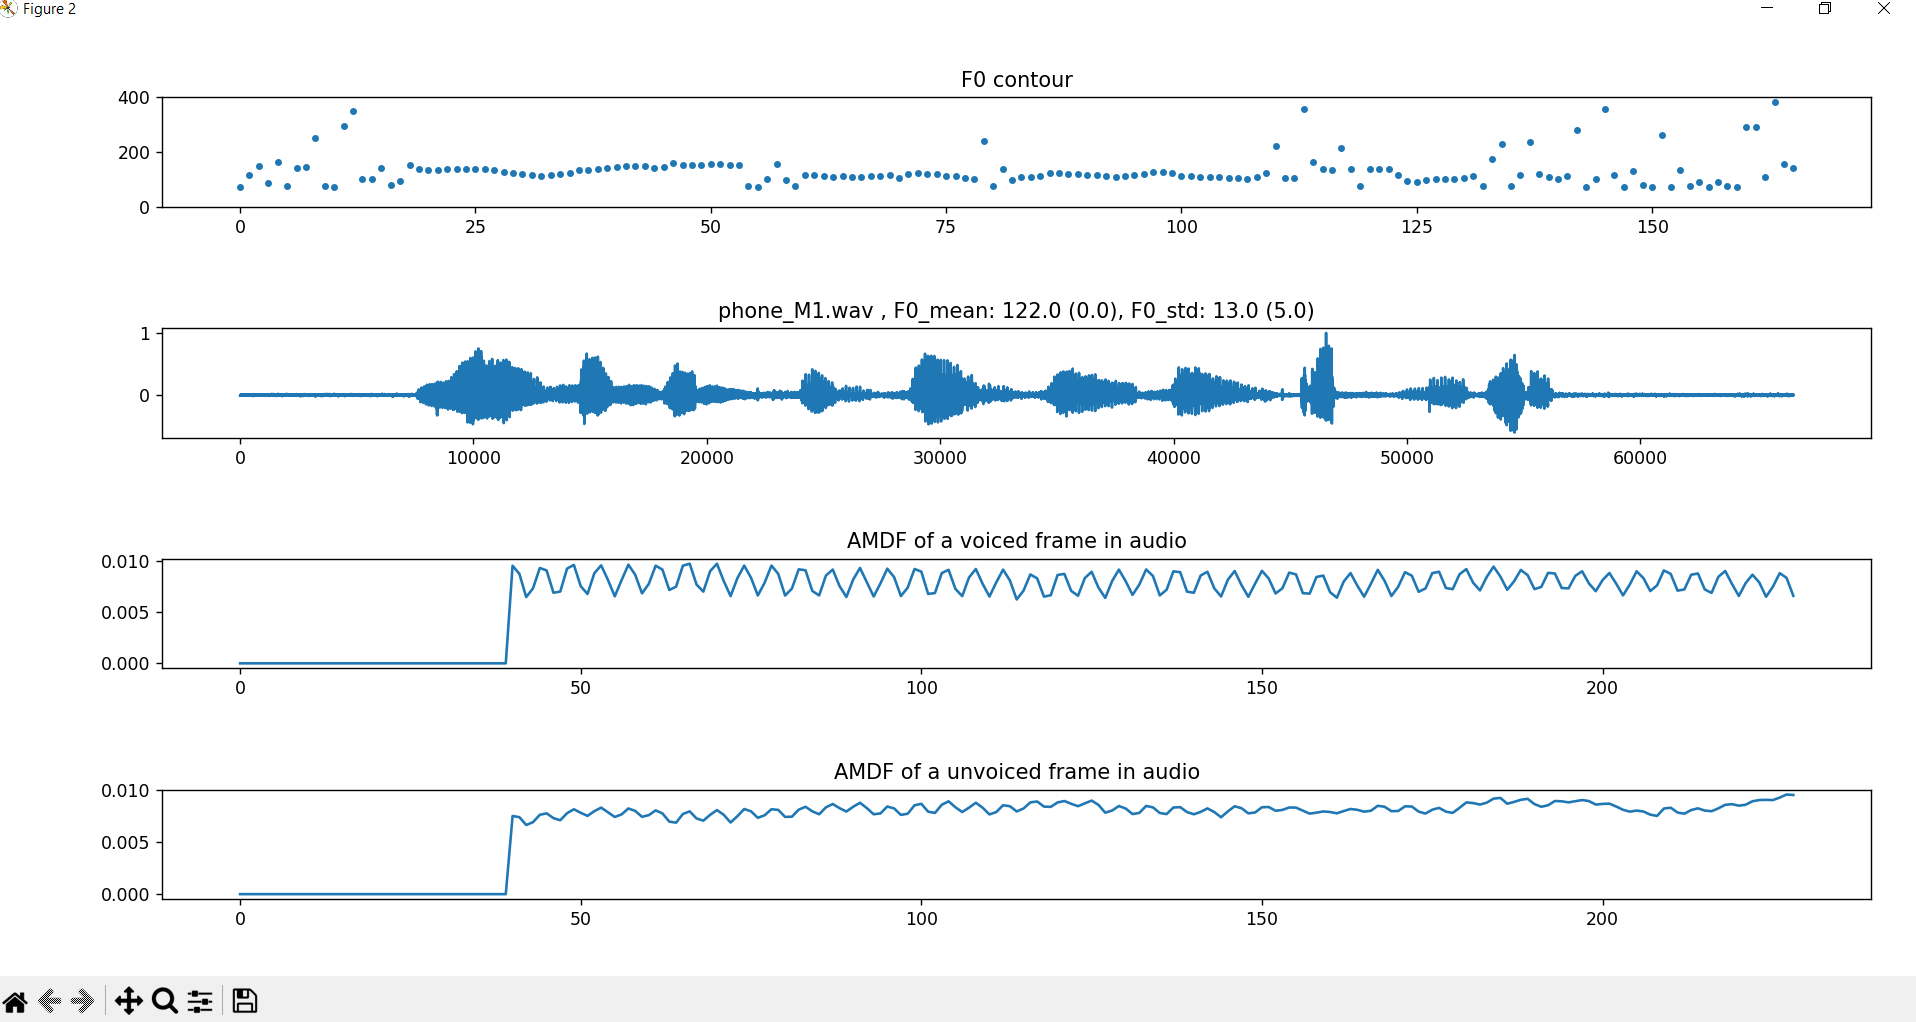 Figure 2
F0 contour
400
200
0
0 25 50 75 100 125 150
phone_M1.wav , F0_mean: 122.0 (0.0), F0_std: 13.0 (5.0)
1
0
0 10000 20000 30000 40000 50000 60000
AMDF of a voiced frame in audio
0.010
0.005
0.000
0 50 100 150 200
AMDF of a unvoiced frame in audio
0.010
0.005
0.000
0 50 100 150 200